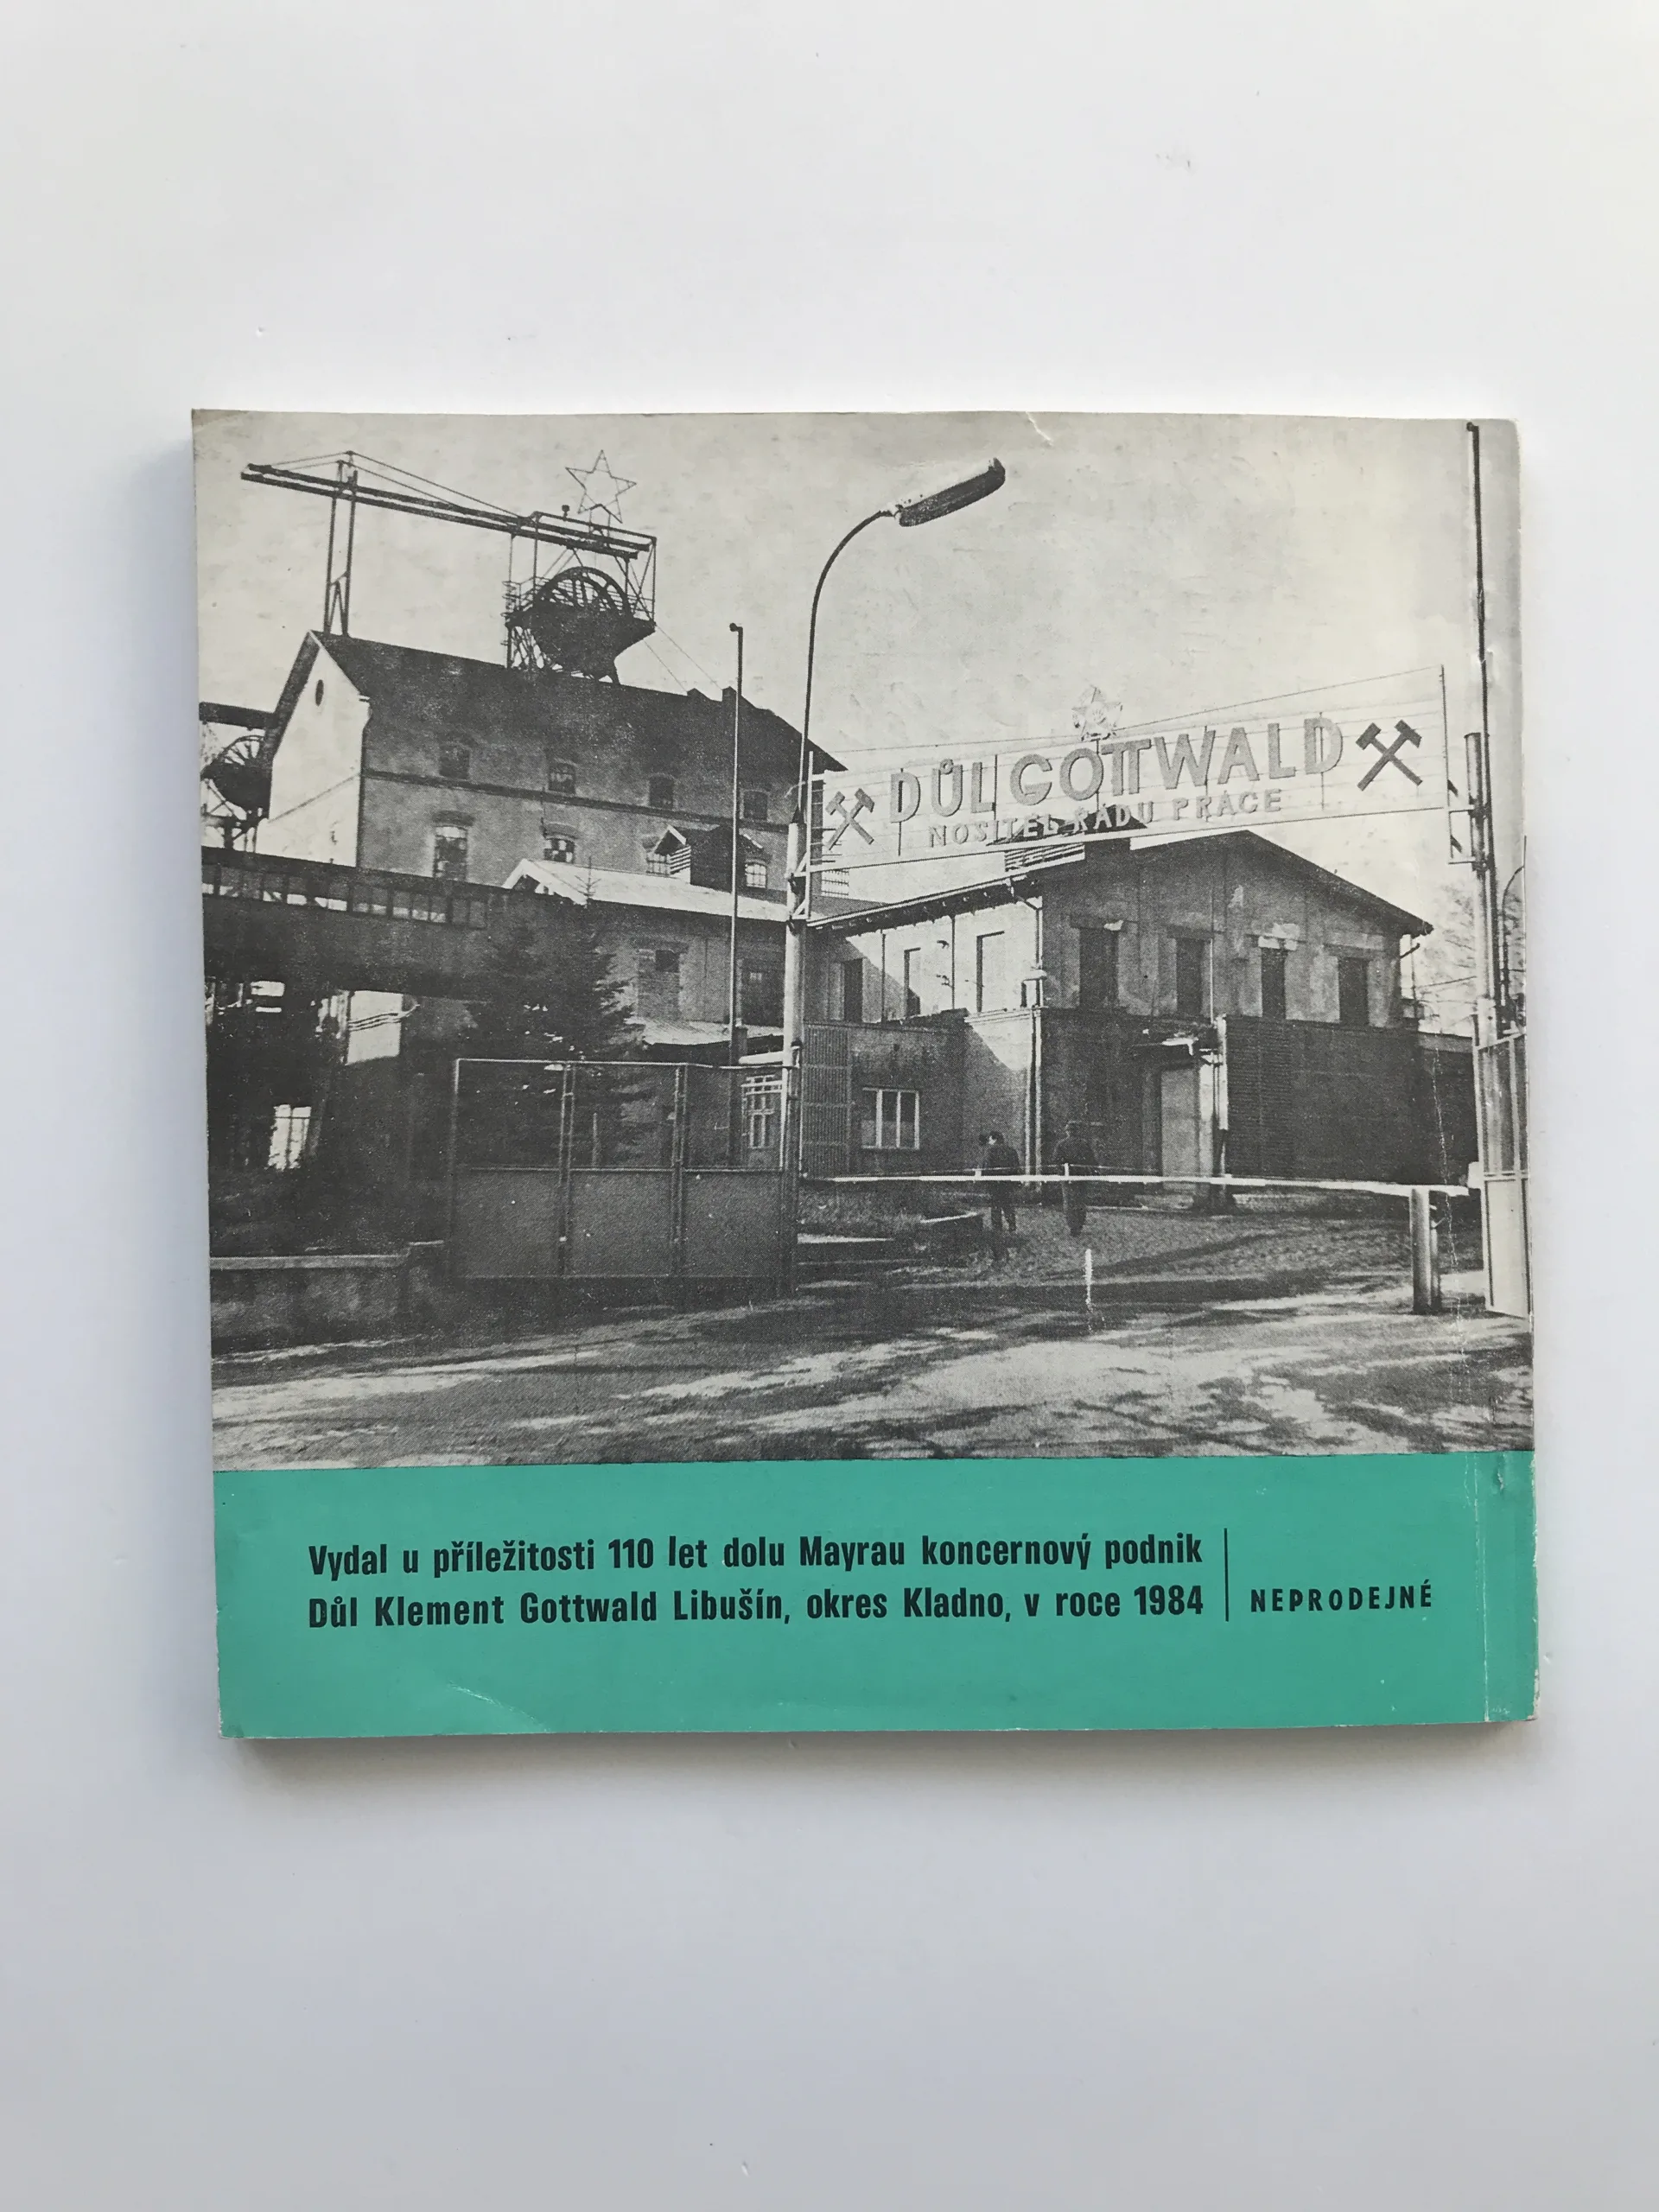 DŮL GOTTWALD
NOSITEL ŘÁDU PRÁCE
Vydal u příležitosti 110 let dolu Mayrau koncernový podnik
Důl Klement Gottwald Libušín, okres Kladno, v roce 1984
NEPRODEJNÉ